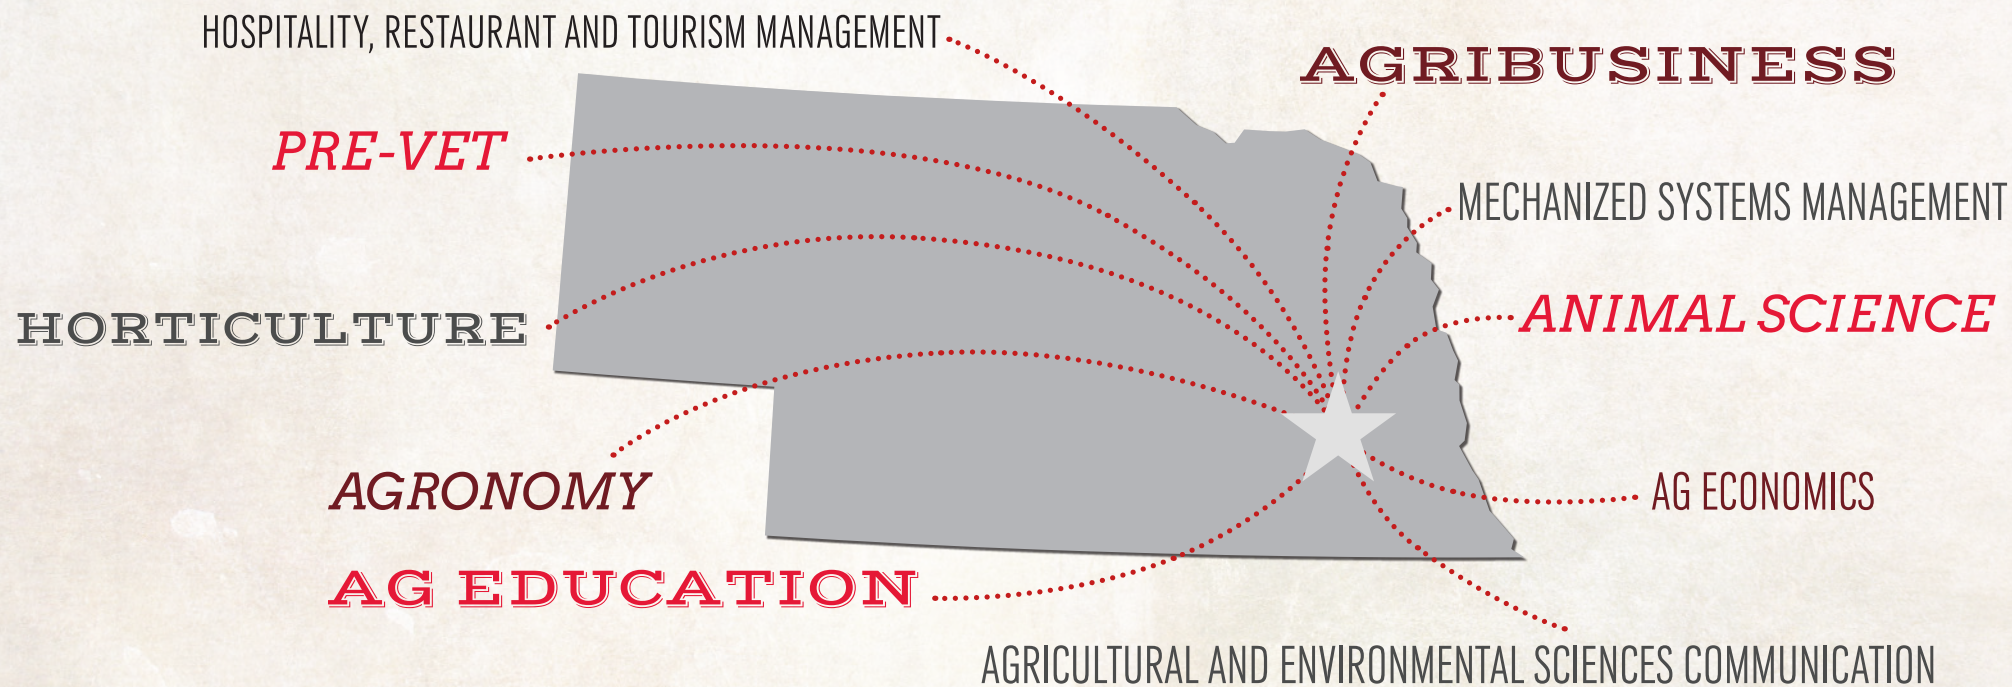 HOSPITALITY, RESTAURANT AND TOURISM MANAGEMENT
AGRIBUSINESS
PRE-VET
MECHANIZED SYSTEMS MANAGEMENT
HORTICULTURE
ANIMAL SCIENCE
AGRONOMY
AG ECONOMICS
AG EDUCATION
AGRICULTURAL AND ENVIRONMENTAL SCIENCES COMMUNICATION